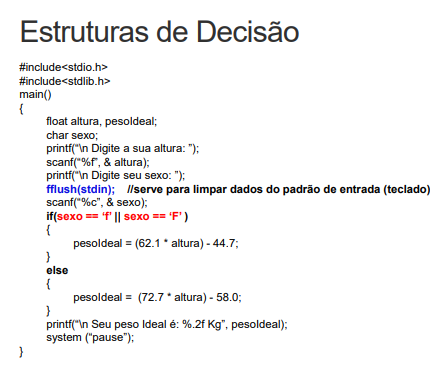 Estruturas de Decisão
#include<stdio.h>
#include<stdlib.h>
main()
{
float altura, pesoIdeal;
char sexo;
printf(“\n Digite a sua altura: ”);
scanf(“%f”, & altura);
printf(“\n Digite seu sexo: ”);
fflush(stdin); //serve para limpar dados do padrão de entrada (teclado)
scanf(“%c”, & sexo);
if(sexo == ‘f’ || sexo == ‘F’ )
{
pesoIdeal = (62.1 * altura) - 44.7;
}
else
{
pesoIdeal = (72.7 * altura) - 58.0;
}
printf(“\n Seu peso Ideal é: %.2f Kg”, pesoIdeal);
system (“pause”);
}